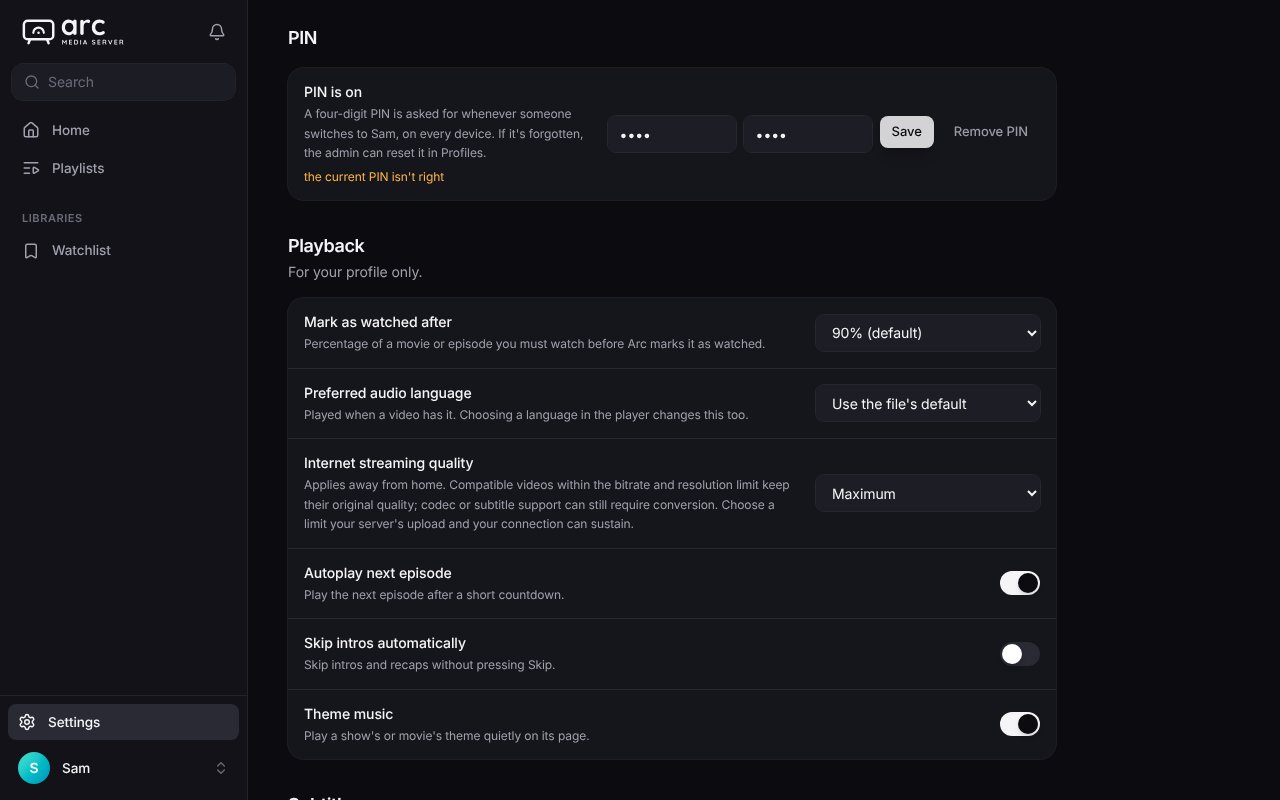 arc
MEDIA SERVER
Search
Home
Playlists
LIBRARIES
Watchlist
Settings
S
Sam
PIN
PIN is on
A four-digit PIN is asked for whenever someone
switches to Sam, on every device. If it's forgotten,
the admin can reset it in Profiles.
the current PIN isn't right
••••
••••
Save
Remove PIN
Playback
For your profile only.
Mark as watched after
Percentage of a movie or episode you must watch before Arc marks it as watched.
90% (default)
Preferred audio language
Played when a video has it. Choosing a language in the player changes this too.
Use the file's default
Internet streaming quality
Applies away from home. Compatible videos within the bitrate and resolution limit keep
their original quality; codec or subtitle support can still require conversion. Choose a
limit your server's upload and your connection can sustain.
Maximum
Autoplay next episode
Play the next episode after a short countdown.
Skip intros automatically
Skip intros and recaps without pressing Skip.
Theme music
Play a show's or movie's theme quietly on its page.